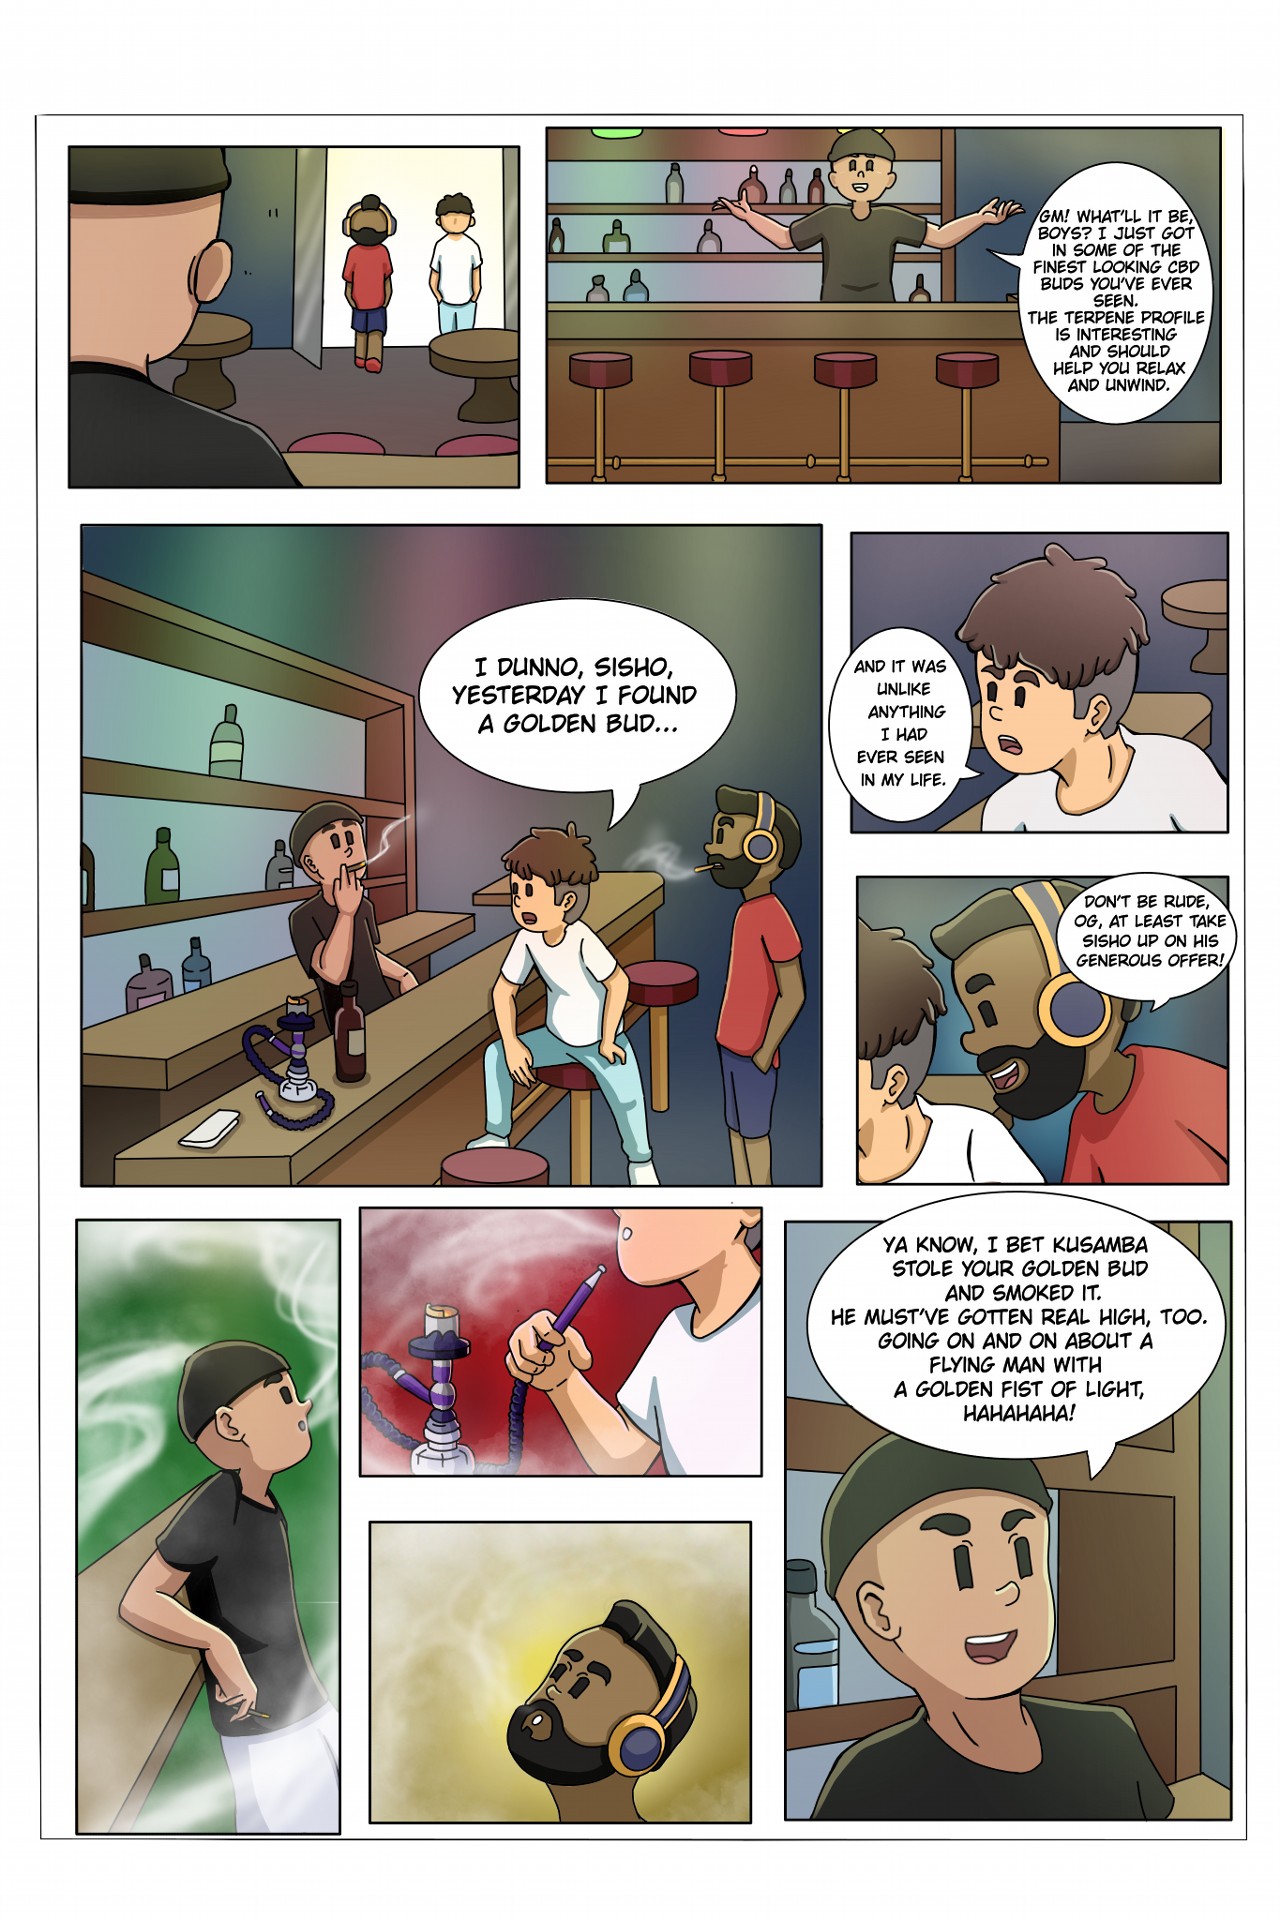 GM! WHAT'LL IT BE,
BOYS? I JUST GOT
IN SOME OF THE
FINEST LOOKING CBD
BUDS YOU'VE EVER
SEEN.
THE TERPENE PROFILE
IS INTERESTING
AND SHOULD
HELP YOU RELAX
AND UNWIND.
I DUNNO, SISHO,
YESTERDAY I FOUND
A GOLDEN BUD...
AND IT WAS
UNLIKE
ANYTHING
I HAD
EVER SEEN
IN MY LIFE.
DON'T BE RUDE,
OG, AT LEAST TAKE
SISHO UP ON HIS
GENEROUS OFFER!
YA KNOW, I BET KUSAMBA
STOLE YOUR GOLDEN BUD
AND SMOKED IT.
HE MUST'VE GOTTEN REAL HIGH, TOO.
GOING ON AND ON ABOUT A
FLYING MAN WITH
A GOLDEN FIST OF LIGHT,
HAHAHAHA!